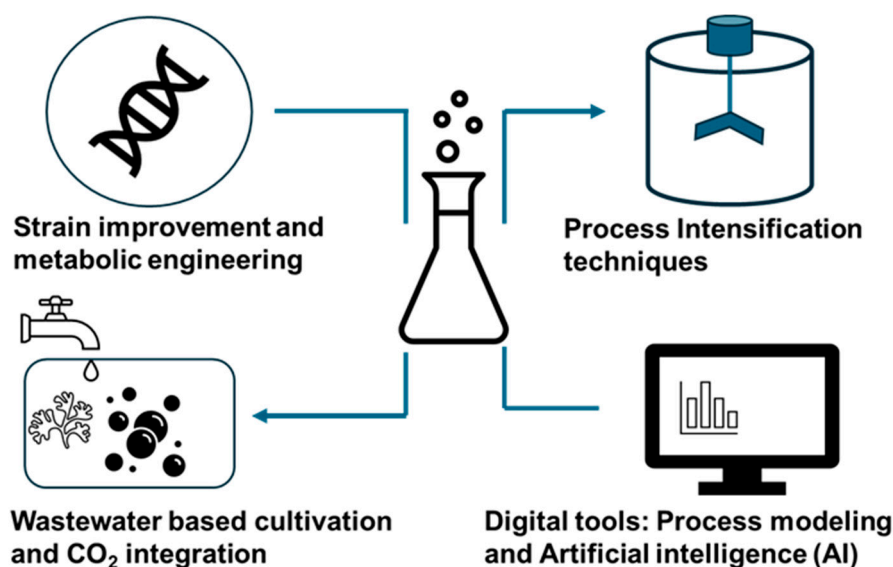 Strain improvement and
metabolic engineering
Process Intensification
techniques
Wastewater based cultivation
and CO₂ integration
Digital tools: Process modeling
and Artificial intelligence (AI)